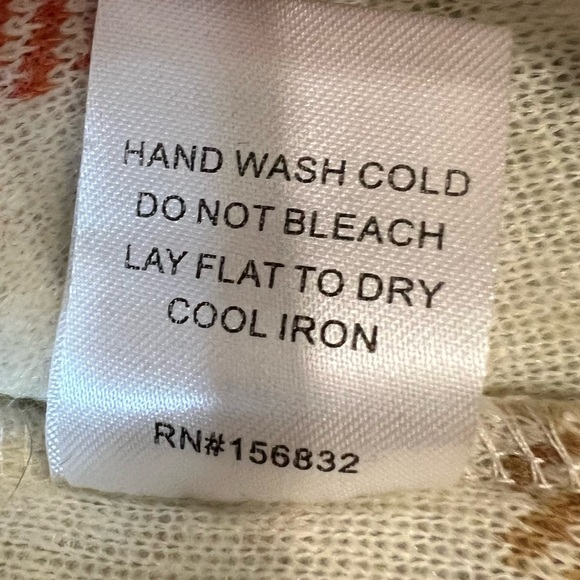 HAND WASH COLD
DO NOT BLEACH
LAY FLAT TO DRY
COOL IRON
RN#156832